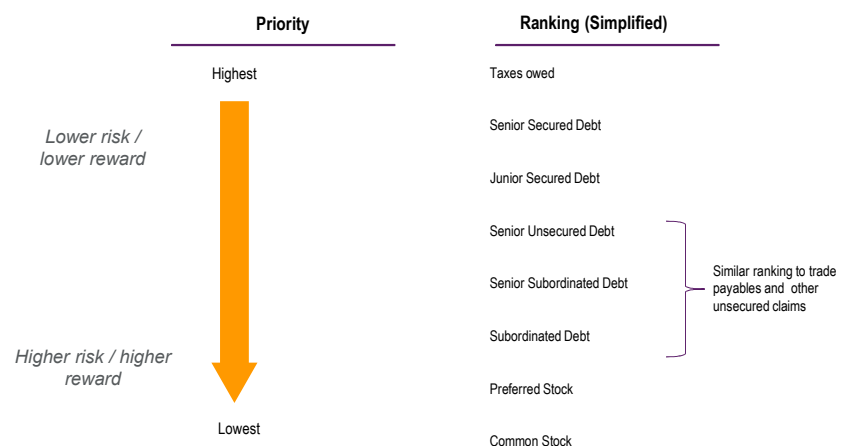 Priority
Ranking (Simplified)
Highest
Taxes owed
Lower risk /
lower reward
Senior Secured Debt
Junior Secured Debt
Senior Unsecured Debt
Senior Subordinated Debt
Similar ranking to trade
payables and other
unsecured claims
Subordinated Debt
Higher risk / higher
reward
Preferred Stock
Lowest
Common Stock